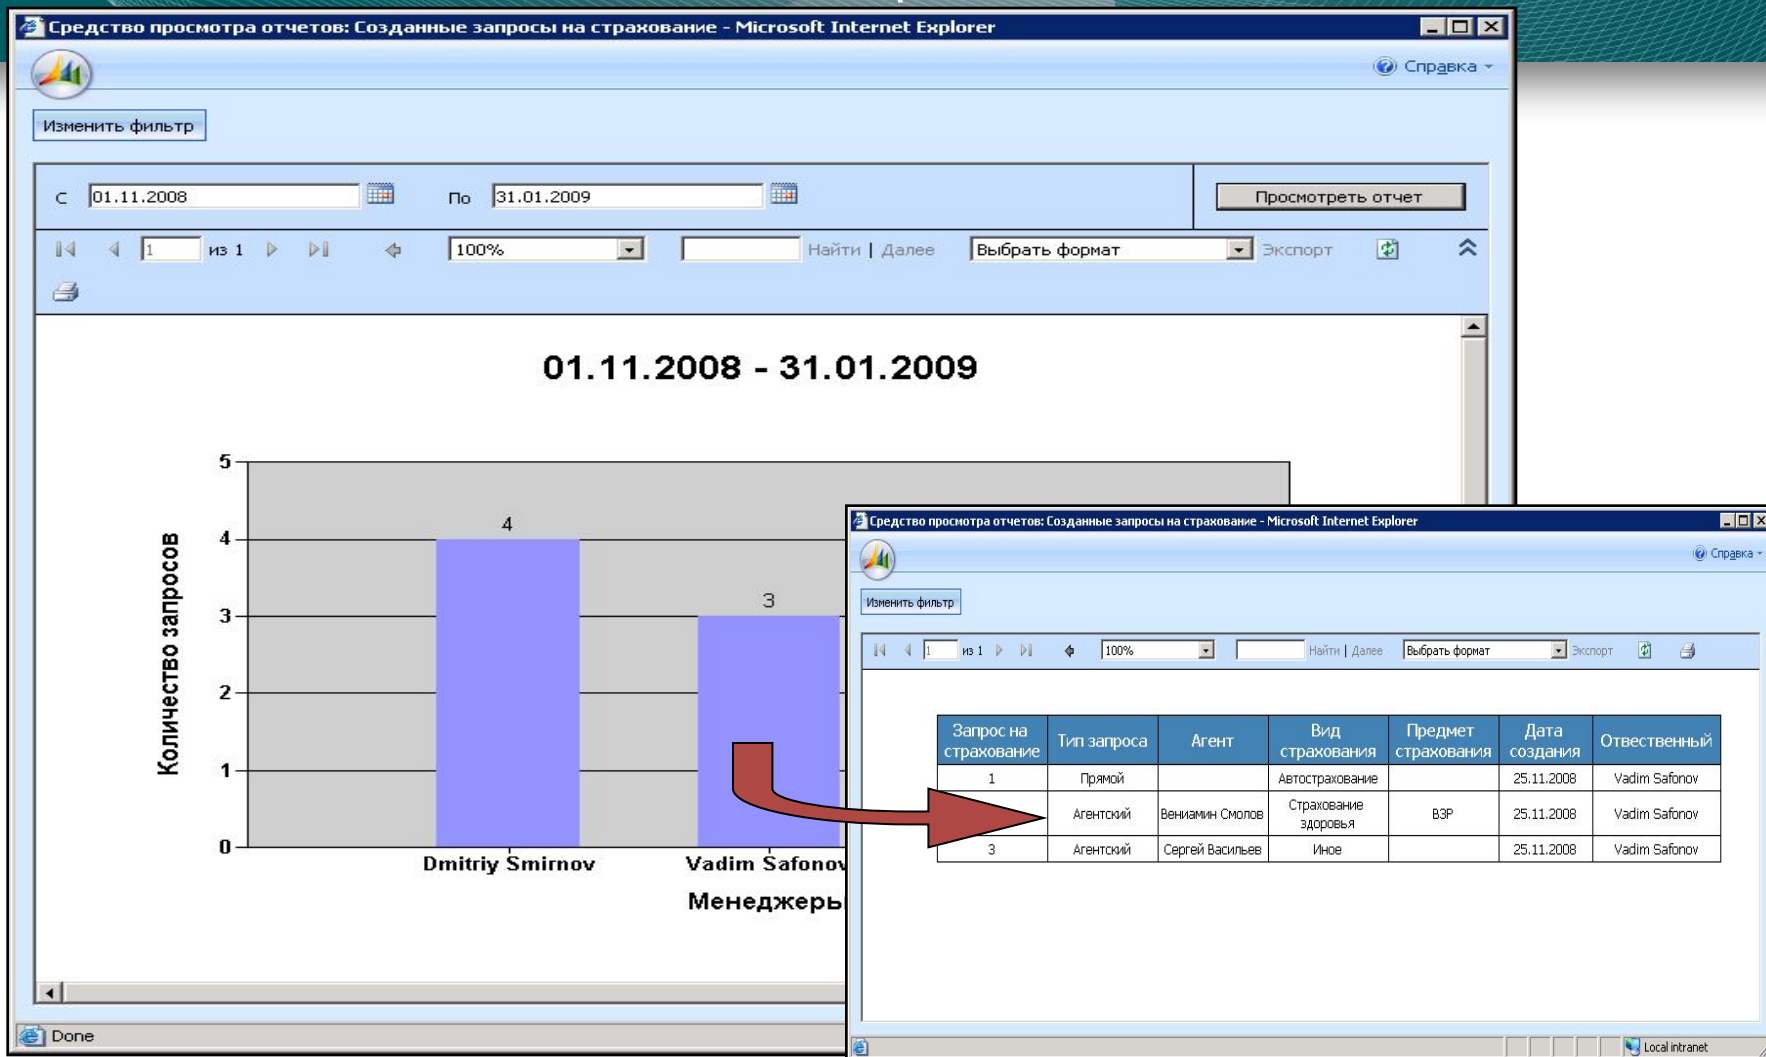 Средство просмотра отчетов: Созданные запросы на страхование - Microsoft Internet Explorer
Справка
Изменить фильтр
С 01.11.2008 По 31.01.2009 Просмотреть отчет
1 из 1 100% Найти | Далее Выбрать формат Экспорт
01.11.2008 - 31.01.2009
5
4
4
3
3
2
1
0
Количество запросов
Dmitriy Smirnov Vadim Safonov
Менеджеры
Done
Средство просмотра отчетов: Созданные запросы на страхование - Microsoft Internet Explorer
Справка
Изменить фильтр
1 из 1 100% Найти | Далее Выбрать формат Экспорт
Запрос на страхование Тип запроса Агент Вид страхования Предмет страхования Дата создания Отвественный
1 Прямой Автострахование 25.11.2008 Vadim Safonov
Агентский Вениамин Смолов Страхование здоровья ВЗР 25.11.2008 Vadim Safonov
3 Агентский Сергей Васильев Иное 25.11.2008 Vadim Safonov
Local intranet